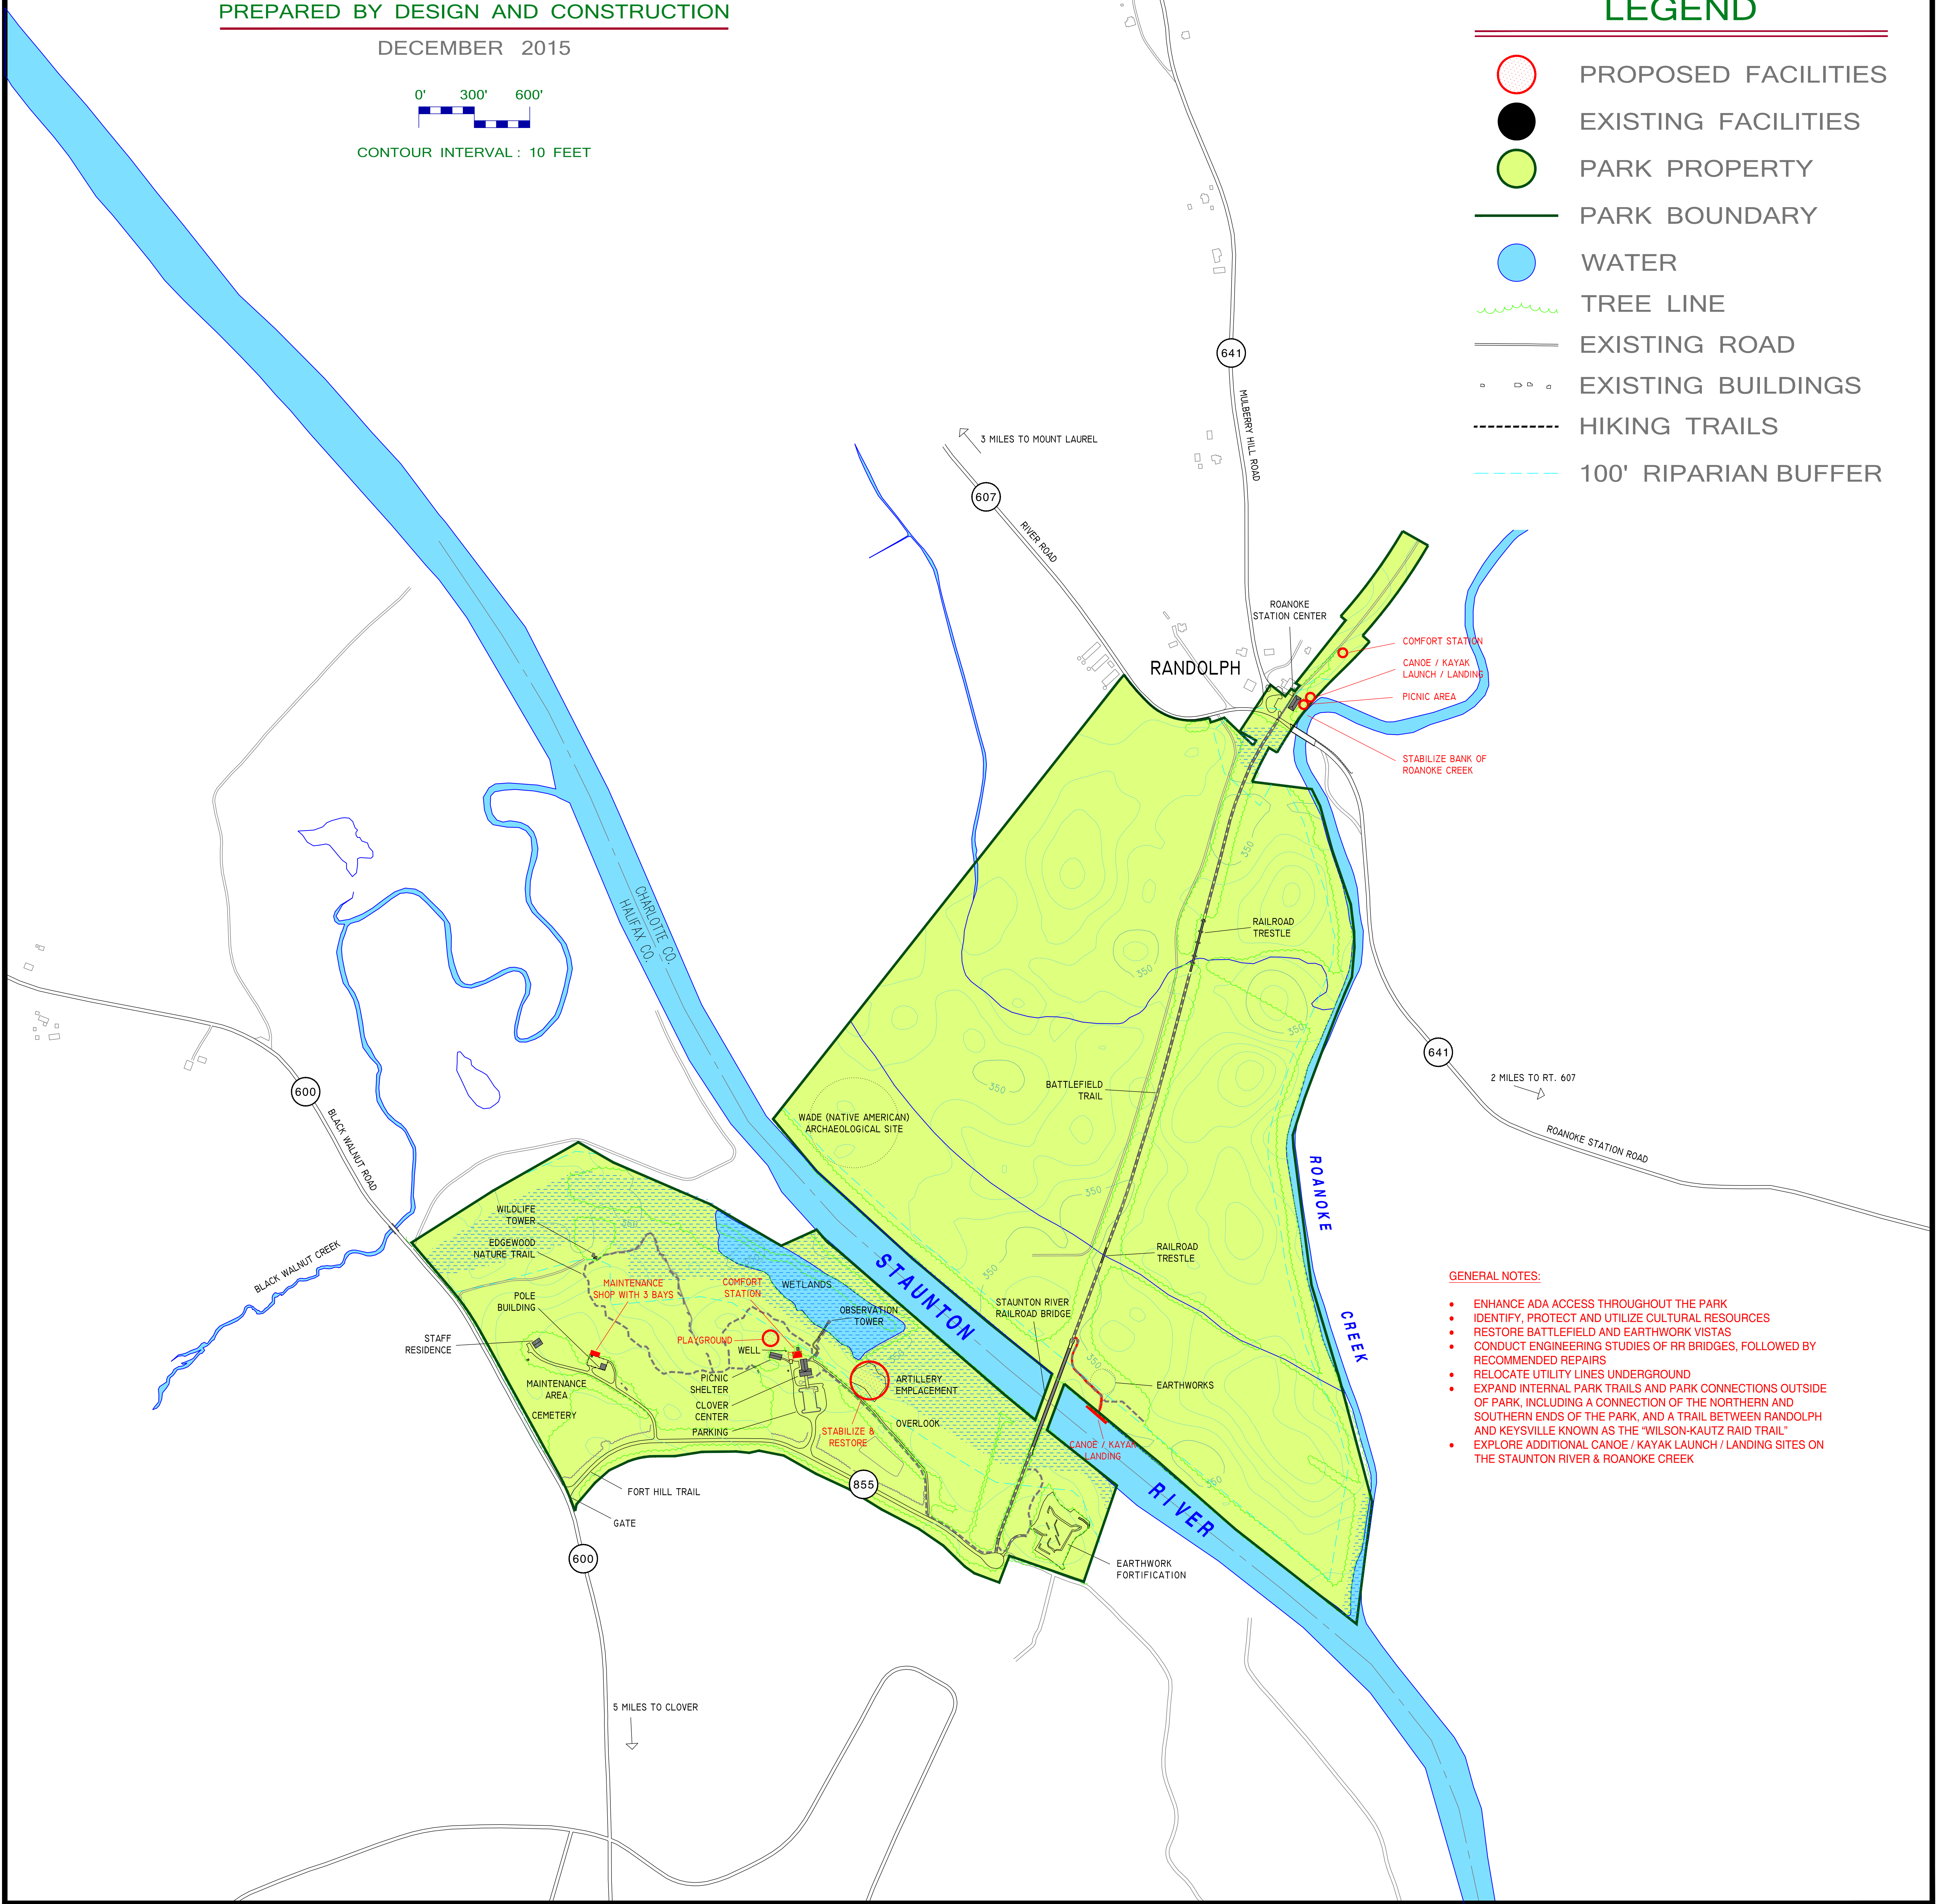 PREPARED BY DESIGN AND CONSTRUCTION
DECEMBER 2015
0' 300' 600'
CONTOUR INTERVAL : 10 FEET
LEGEND
PROPOSED FACILITIES
EXISTING FACILITIES
PARK PROPERTY
PARK BOUNDARY
WATER
TREE LINE
EXISTING ROAD
EXISTING BUILDINGS
HIKING TRAILS
100' RIPARIAN BUFFER
641
MULBERRY HILL ROAD
3 MILES TO MOUNT LAUREL
607
RIVER ROAD
ROANOKE
STATION CENTER
RANDOLPH
COMFORT STATION
CANOE / KAYAK
LAUNCH / LANDING
PICNIC AREA
STABILIZE BANK OF
ROANOKE CREEK
350
CHARLOTTE CO.
HALIFAX CO.
RAILROAD
TRESTLE
350
350
641
2 MILES TO RT. 607
ROANOKE STATION ROAD
600
BLACK WALNUT ROAD
350
BATTLEFIELD
TRAIL
WADE (NATIVE AMERICAN)
ARCHAEOLOGICAL SITE
350
ROANOKE
CREEK
WILDLIFE
TOWER
350
EDGEWOOD
NATURE TRAIL
BLACK WALNUT CREEK
MAINTENANCE
SHOP WITH 3 BAYS
COMFORT
STATION
WETLANDS
STAUNTON
RIVER
350
RAILROAD
TRESTLE
POLE
BUILDING
OBSERVATION
TOWER
STAUNTON RIVER
RAILROAD BRIDGE
STAFF
RESIDENCE
PLAYGROUND
WELL
350
350
PICNIC
SHELTER
ARTILLERY
EMPLACEMENT
EARTHWORKS
MAINTENANCE
AREA
CEMETERY
CLOVER
CENTER
PARKING
OVERLOOK
STABILIZE &
RESTORE
CANOE / KAYAK
LANDING
350
855
FORT HILL TRAIL
GATE
600
EARTHWORK
FORTIFICATION
5 MILES TO CLOVER
GENERAL NOTES:
• ENHANCE ADA ACCESS THROUGHOUT THE PARK
• IDENTIFY, PROTECT AND UTILIZE CULTURAL RESOURCES
• RESTORE BATTLEFIELD AND EARTHWORK VISTAS
• CONDUCT ENGINEERING STUDIES OF RR BRIDGES, FOLLOWED BY
RECOMMENDED REPAIRS
• RELOCATE UTILITY LINES UNDERGROUND
• EXPAND INTERNAL PARK TRAILS AND PARK CONNECTIONS OUTSIDE
OF PARK, INCLUDING A CONNECTION OF THE NORTHERN AND
SOUTHERN ENDS OF THE PARK, AND A TRAIL BETWEEN RANDOLPH
AND KEYSVILLE KNOWN AS THE “WILSON-KAUTZ RAID TRAIL”
• EXPLORE ADDITIONAL CANOE / KAYAK LAUNCH / LANDING SITES ON
THE STAUNTON RIVER & ROANOKE CREEK